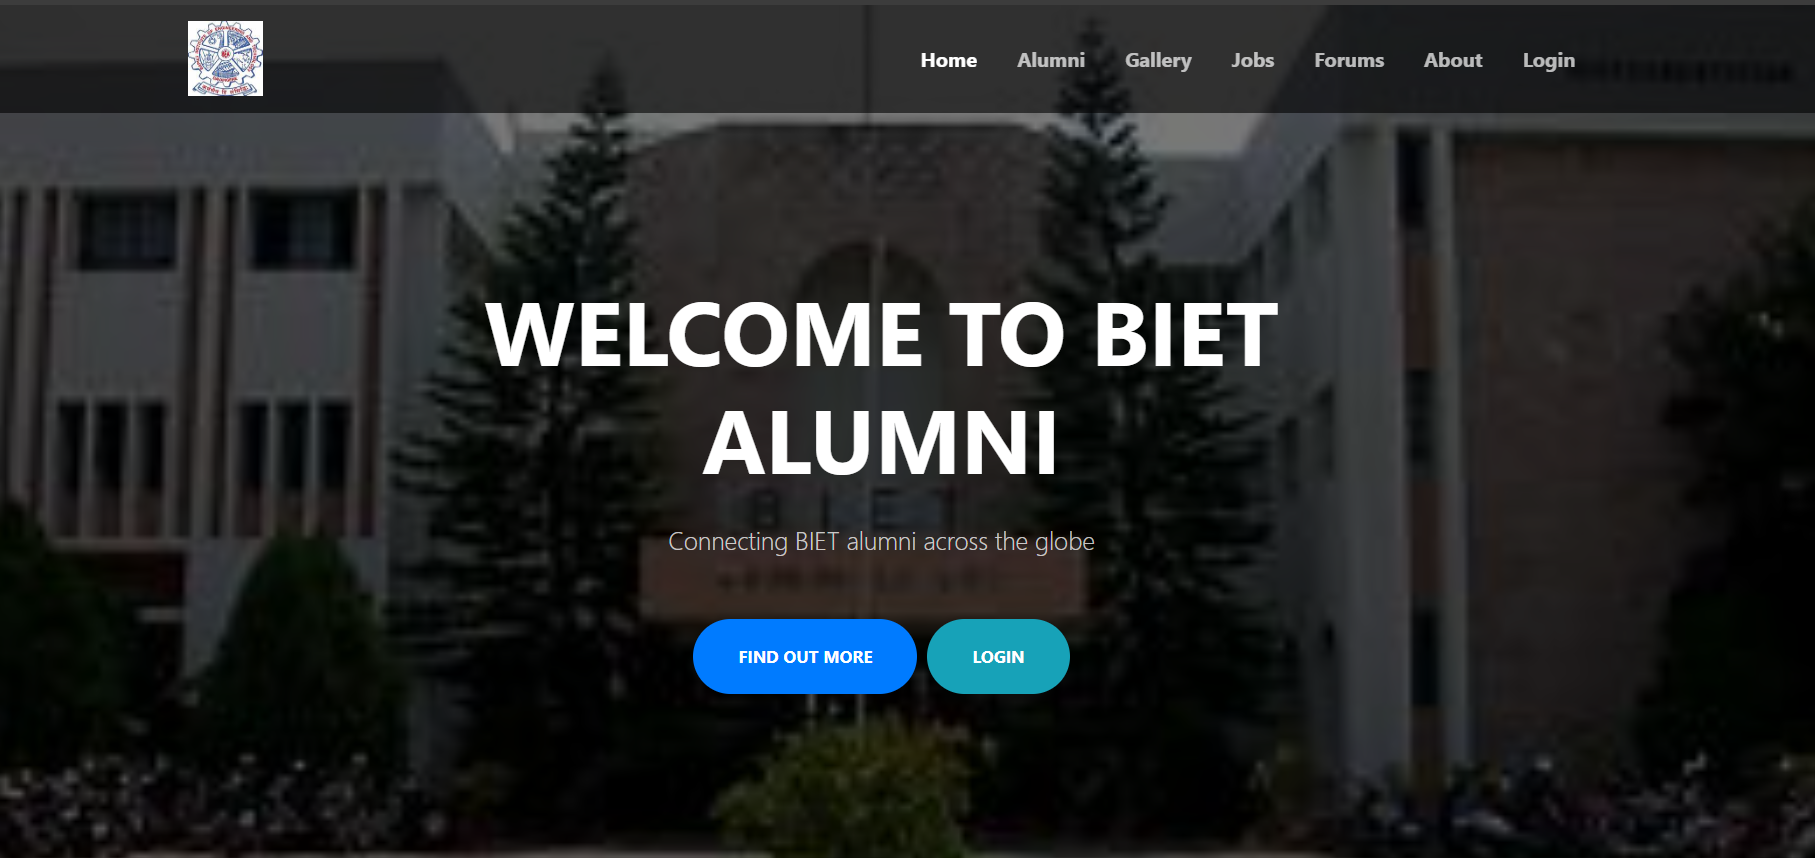 Home Alumni Gallery Jobs Forums About Login
WELCOME TO BIET
ALUMNI
BIET
Connecting BIET alumni across the globe
FIND OUT MORE LOGIN